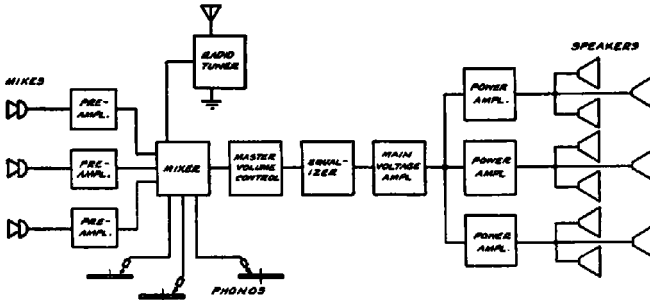 RADIO
TUNER
SPEAKERS
MIKES
PRE-
AMPL.
POWER
AMPL.
PRE-
AMPL.
MIXER
MASTER
VOLUME
CONTROL
EQUAL-
IZER
MAIN
VOLTAGE
AMPL
POWER
AMPL
PRE-
AMPL.
POWER
AMPL.
PHONOS